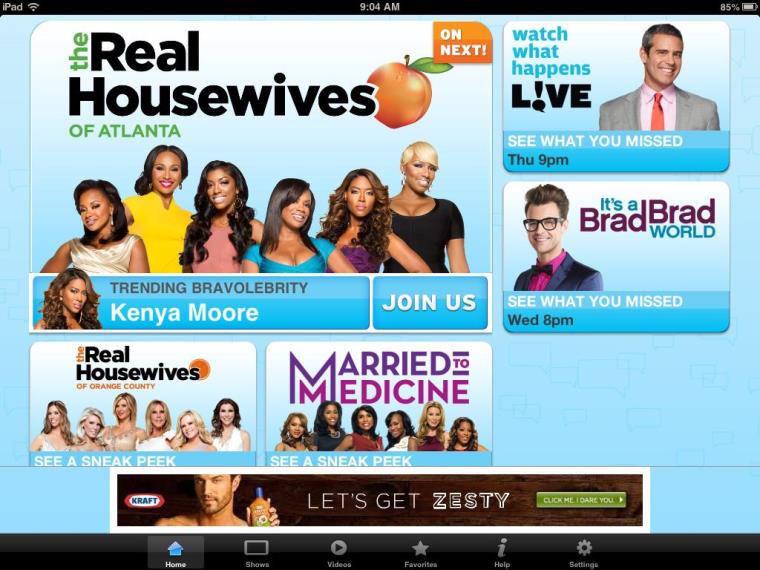 iPad
9:04 AM
85%
the Real
Housewives
OF ATLANTA
ON
NEXT!
TRENDING BRAVOLEBRITY
Kenya Moore
JOIN US
watch
what
happens
L!VE
SEE WHAT YOU MISSED
Thu 9pm
It's a
BradBrad
WORLD
SEE WHAT YOU MISSED
Wed 8pm
the Real
Housewives
OF ORANGE COUNTY
SEE A SNEAK PEEK
MARRIED TO
MEDICINE
SEE A SNEAK PEEK
KRAFT
LET'S GET ZESTY
CLICK ME. I DARE YOU.
Home
Shows
Videos
Favorites
Help
Settings